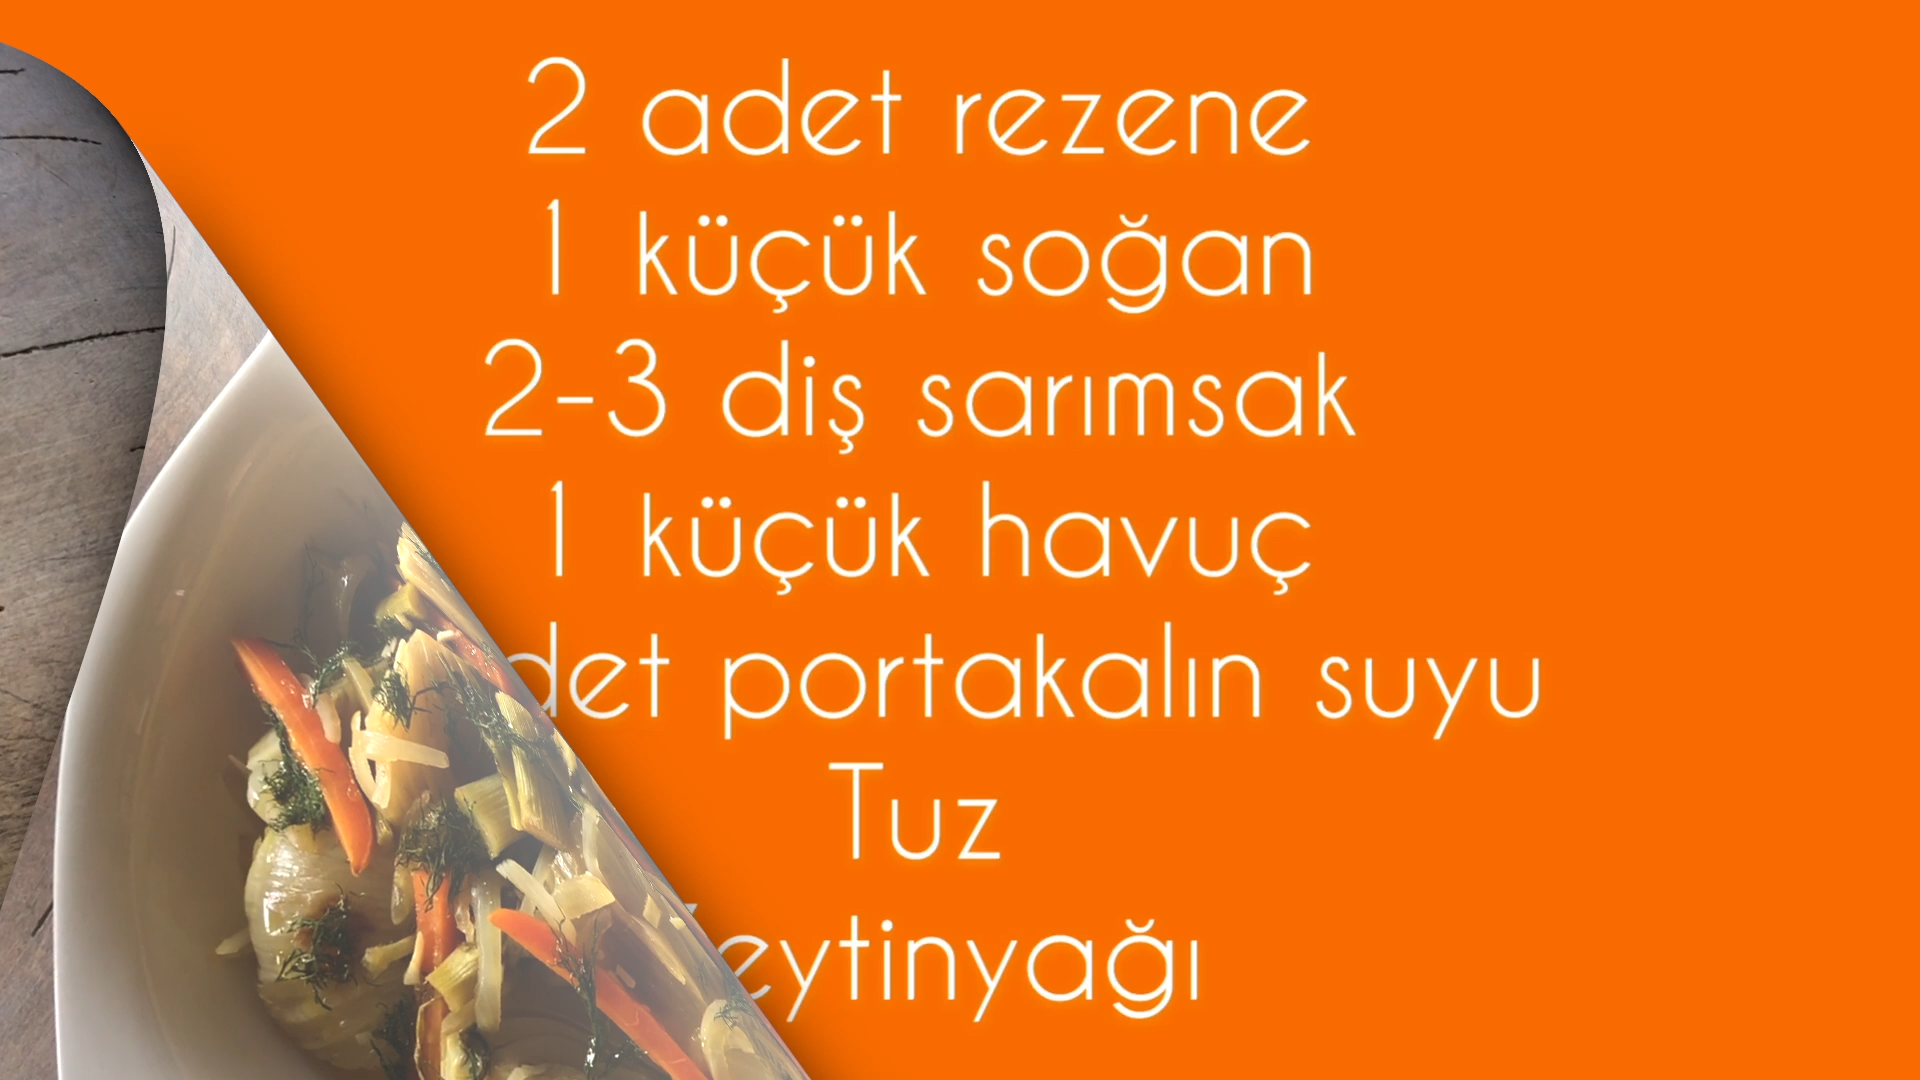 2 adet rezene
1 küçük soğan
2-3 diş sarımsak
1 küçük havuç
portakalın suyu
Tuz